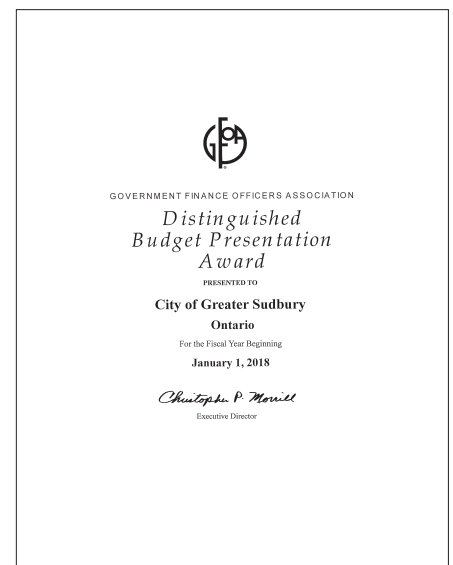 GFOA
GOVERNMENT FINANCE OFFICERS ASSOCIATION
Distinguished
Budget Presentation
Award
PRESENTED TO
City of Greater Sudbury
Ontario
For the Fiscal Year Beginning
January 1, 2018
Christopher P. Morrill
Executive Director